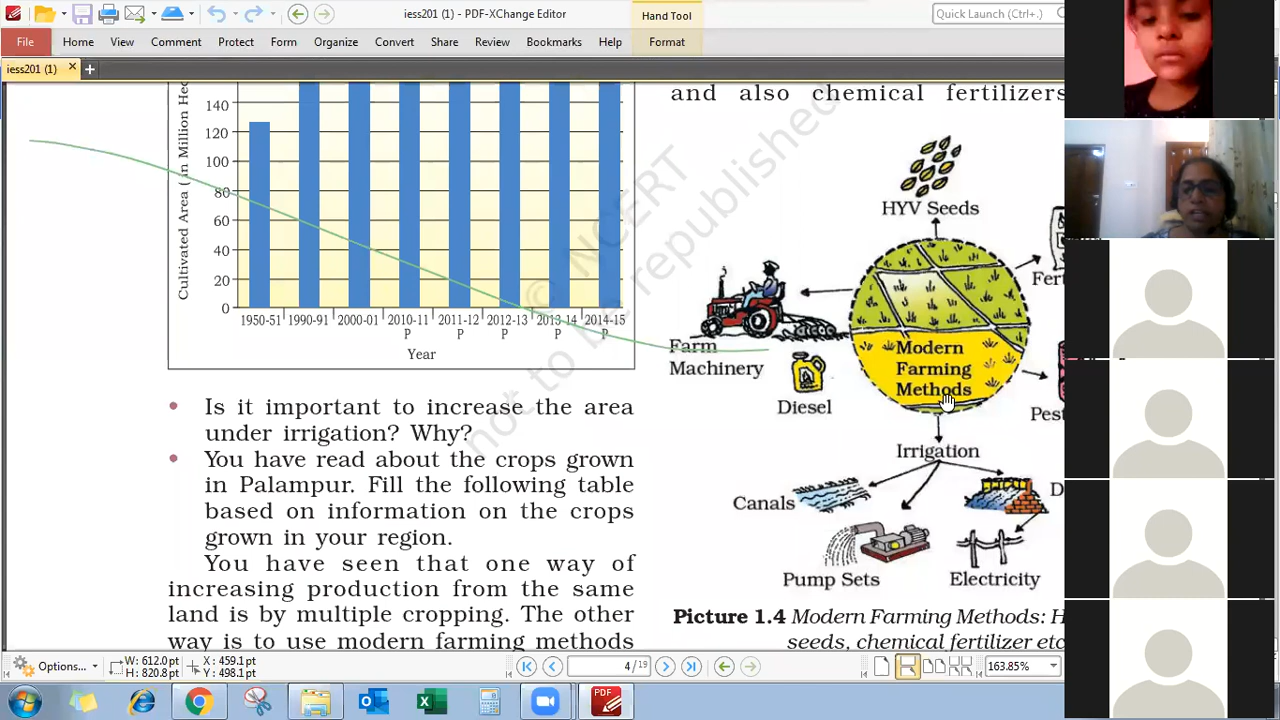 iess201 (1) - PDF-XChange Editor
Hand Tool
Quick Launch (Ctrl+.)
File Home View Comment Protect Form Organize Convert Share Review Bookmarks Help Format
iess201 (1)
Cultivated Area ( in Million Hec
140
120
100
80
60
40
20
0
1950-51 1990-91 2000-01 2010-11 2011-12 2012-13 2013-14 2014-15
P P P P P
Year
• Is it important to increase the area
under irrigation? Why?
• You have read about the crops grown
in Palampur. Fill the following table
based on information on the crops
grown in your region.
You have seen that one way of
increasing production from the same
land is by multiple cropping. The other
way is to use modern farming methods
© NCERT
not to be republished
and also chemical fertilizers
HYV Seeds
Fert
Farm
Machinery
Diesel
Modern
Farming
Methods
Pest
Irrigation
Canals
D
Pump Sets
Electricity
Picture 1.4 Modern Farming Methods: H
seeds, chemical fertilizer etc
Options...
W: 612.0pt
H: 820.8pt
X: 459.1pt
Y: 498.1pt
4 / 19
163.85%
PDF